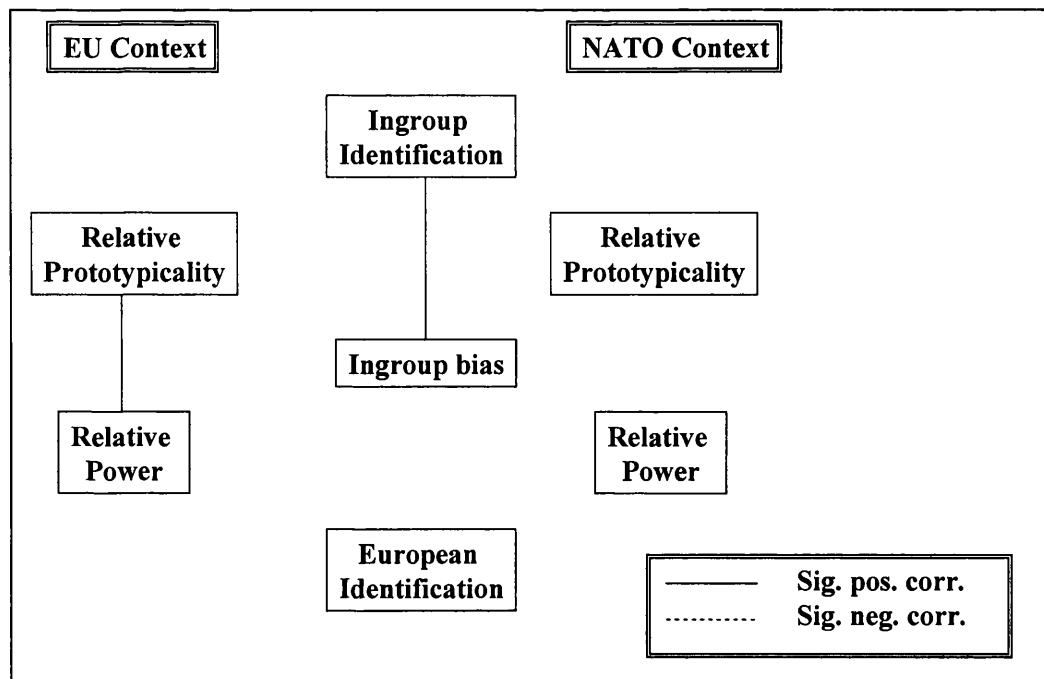 EU Context
NATO Context
Ingroup
Identification
Relative
Prototypicality
Relative
Prototypicality
Ingroup bias
Relative
Power
Relative
Power
European
Identification
Sig. pos. corr.
Sig. neg. corr.